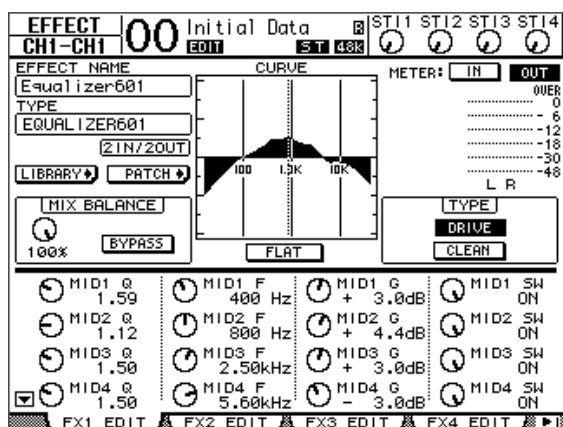 EFFECT
CH1-CH1
00 Initial Data
EDIT
ST 48K
STI1 STI2 STI3 STI4
EFFECT NAME
Equalizer601
TYPE
EQUALIZER601
2IN/2OUT
LIBRARY
PATCH
MIX BALANCE
100%
BYPASS
CURVE
100 1.0K 10K
FLAT
METER: IN OUT
OVER
0
- 6
-12
-18
-30
-48
L R
TYPE
DRIVE
CLEAN
MID1 Q 1.59 MID1 F 400 Hz MID1 G + 3.0dB MID1 SW ON
MID2 Q 1.12 MID2 F 800 Hz MID2 G + 4.4dB MID2 SW ON
MID3 Q 1.50 MID3 F 2.50kHz MID3 G + 3.0dB MID3 SW ON
MID4 Q 1.50 MID4 F 5.60kHz MID4 G - 3.0dB MID4 SW ON
FX1 EDIT FX2 EDIT FX3 EDIT FX4 EDIT